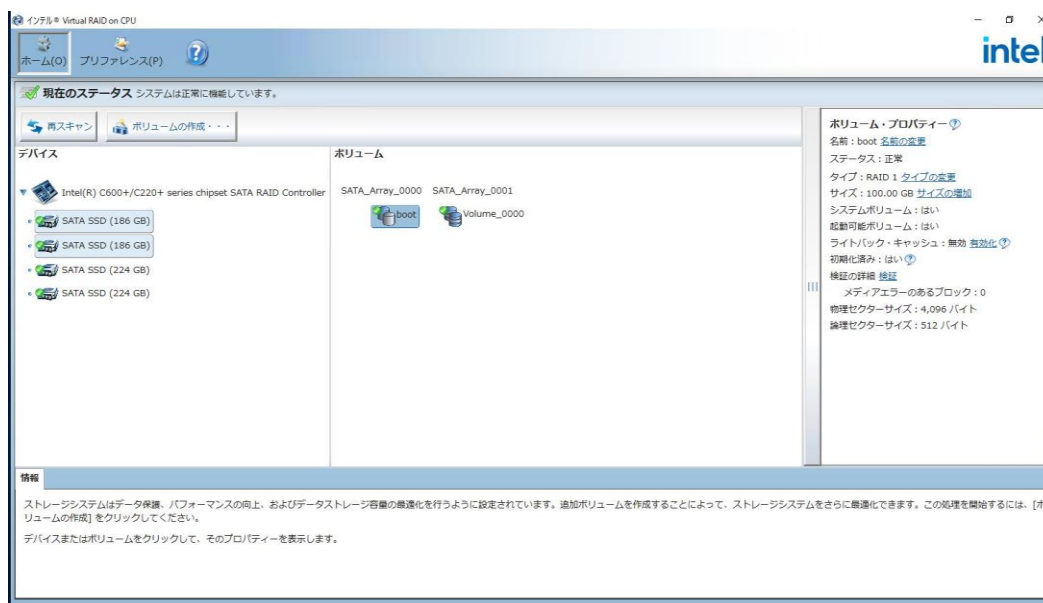 インテル® Virtual RAID on CPU
ホーム(O)
プリファレンス(P)
intel
現在のステータス システムは正常に機能しています。
再スキャン
ボリュームの作成・・・
デバイス
Intel(R) C600+/C220+ series chipset SATA RAID Controller
SATA SSD (186 GB)
SATA SSD (186 GB)
SATA SSD (224 GB)
SATA SSD (224 GB)
ボリューム
SATA_Array_0000 SATA_Array_0001
boot
Volume_0000
ボリューム・プロパティー
名前 : boot 名前の変更
ステータス : 正常
タイプ : RAID 1 タイプの変更
サイズ : 100.00 GB サイズの増加
システムボリューム : はい
起動可能ボリューム : はい
ライトバック・キャッシュ : 無効 有効化
初期化済み : はい
検証の詳細 検証
メディアエラーのあるブロック : 0
物理セクターサイズ : 4,096 バイト
論理セクターサイズ : 512 バイト
情報
ストレージシステムはデータ保護、パフォーマンスの向上、およびデータストレージ容量の最適化を行うように設定されています。追加ボリュームを作成することによって、ストレージシステムをさらに最適化できます。この処理を開始するには、[ボ
リュームの作成] をクリックしてください。
デバイスまたはボリュームをクリックして、そのプロパティーを表示します。